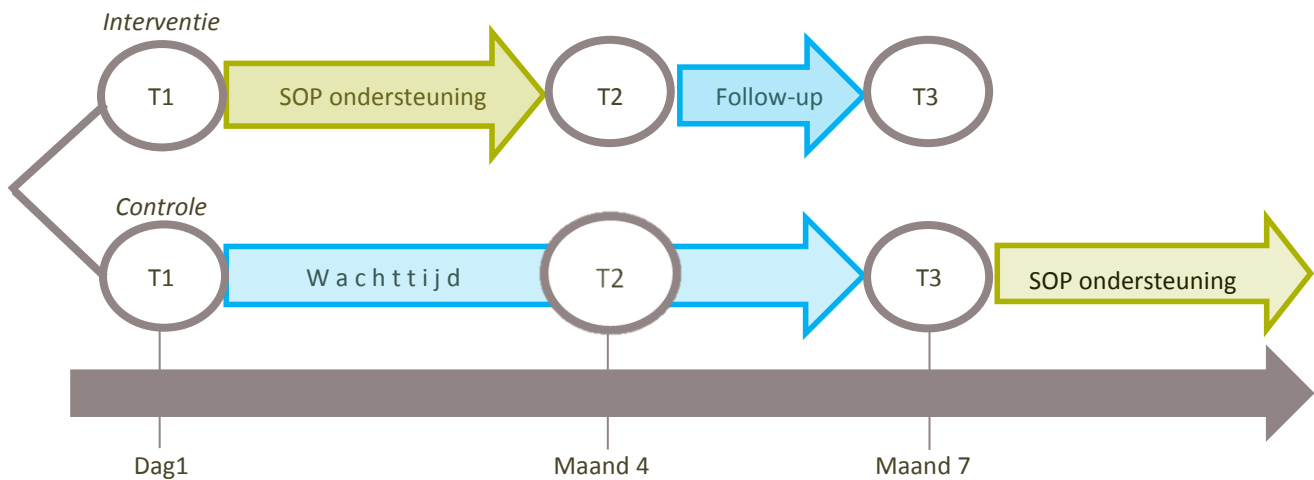 Interventie
T1
SOP ondersteuning
T2
Follow-up
T3
Controle
T1
Wachttijd
T2
T3
SOP ondersteuning
Dag1
Maand 4
Maand 7